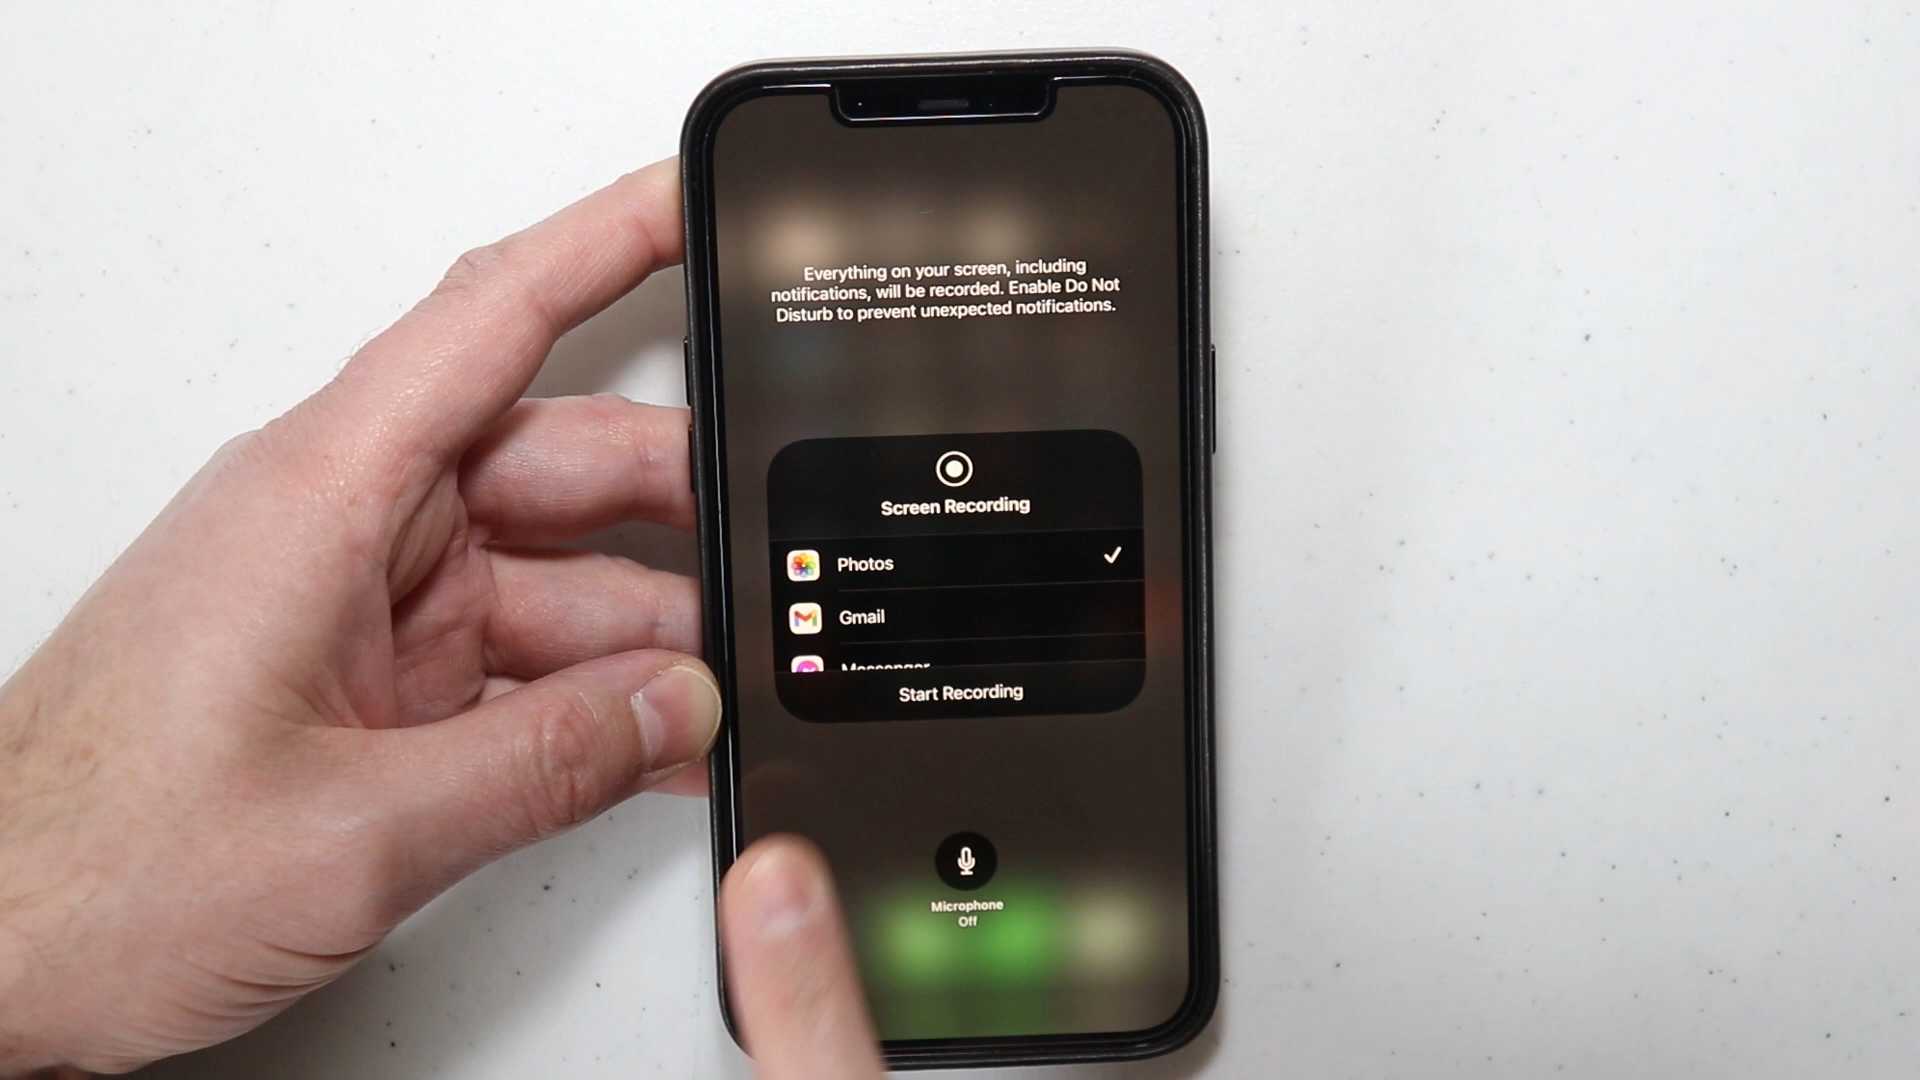 Everything on your screen, including
notifications, will be recorded. Enable Do Not
Disturb to prevent unexpected notifications.
Screen Recording
Photos
Gmail
Messenger
Start Recording
Microphone
Off